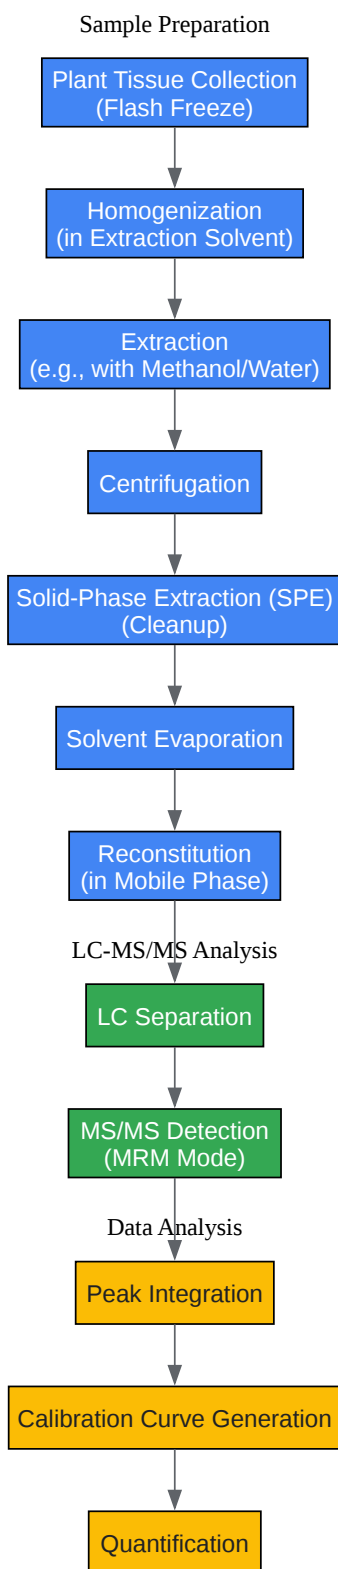 Sample Preparation
Plant Tissue Collection
(Flash Freeze)
Homogenization
(in Extraction Solvent)
Extraction
(e.g., with Methanol/Water)
Centrifugation
Solid-Phase Extraction (SPE)
(Cleanup)
Solvent Evaporation
Reconstitution
(in Mobile Phase)
LC-MS/MS Analysis
LC Separation
MS/MS Detection
(MRM Mode)
Data Analysis
Peak Integration
Calibration Curve Generation
Quantification